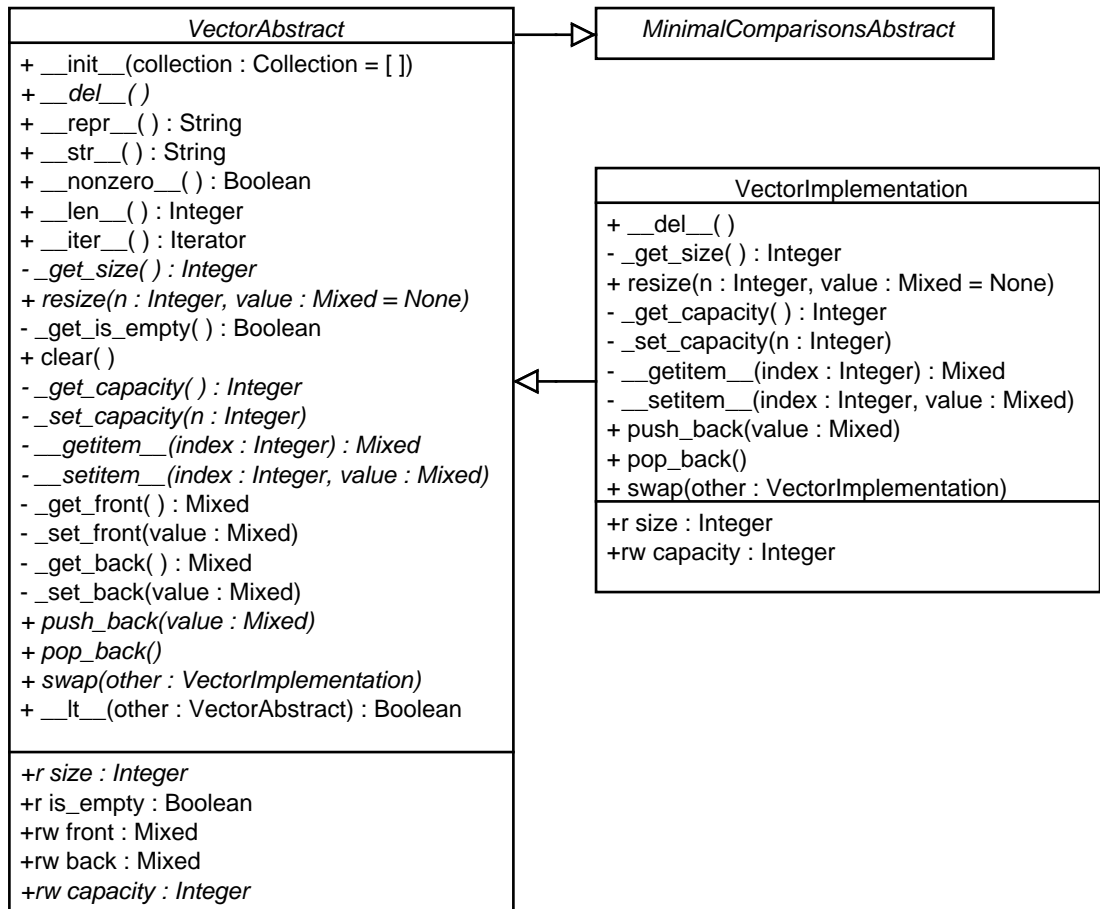 VectorAbstract
+ __init__(collection : Collection = [ ])
+ __del__( )
+ __repr__( ) : String
+ __str__( ) : String
+ __nonzero__( ) : Boolean
+ __len__( ) : Integer
+ __iter__( ) : Iterator
- _get_size( ) : Integer
+ resize(n : Integer, value : Mixed = None)
- _get_is_empty( ) : Boolean
+ clear( )
- _get_capacity( ) : Integer
- _set_capacity(n : Integer)
- __getitem__(index : Integer) : Mixed
- __setitem__(index : Integer, value : Mixed)
- _get_front( ) : Mixed
- _set_front(value : Mixed)
- _get_back( ) : Mixed
- _set_back(value : Mixed)
+ push_back(value : Mixed)
+ pop_back()
+ swap(other : VectorImplementation)
+ __lt__(other : VectorAbstract) : Boolean
+r size : Integer
+r is_empty : Boolean
+rw front : Mixed
+rw back : Mixed
+rw capacity : Integer
MinimalComparisonsAbstract
VectorImplementation
+ __del__( )
- _get_size( ) : Integer
+ resize(n : Integer, value : Mixed = None)
- _get_capacity( ) : Integer
- _set_capacity(n : Integer)
- __getitem__(index : Integer) : Mixed
- __setitem__(index : Integer, value : Mixed)
+ push_back(value : Mixed)
+ pop_back()
+ swap(other : VectorImplementation)
+r size : Integer
+rw capacity : Integer